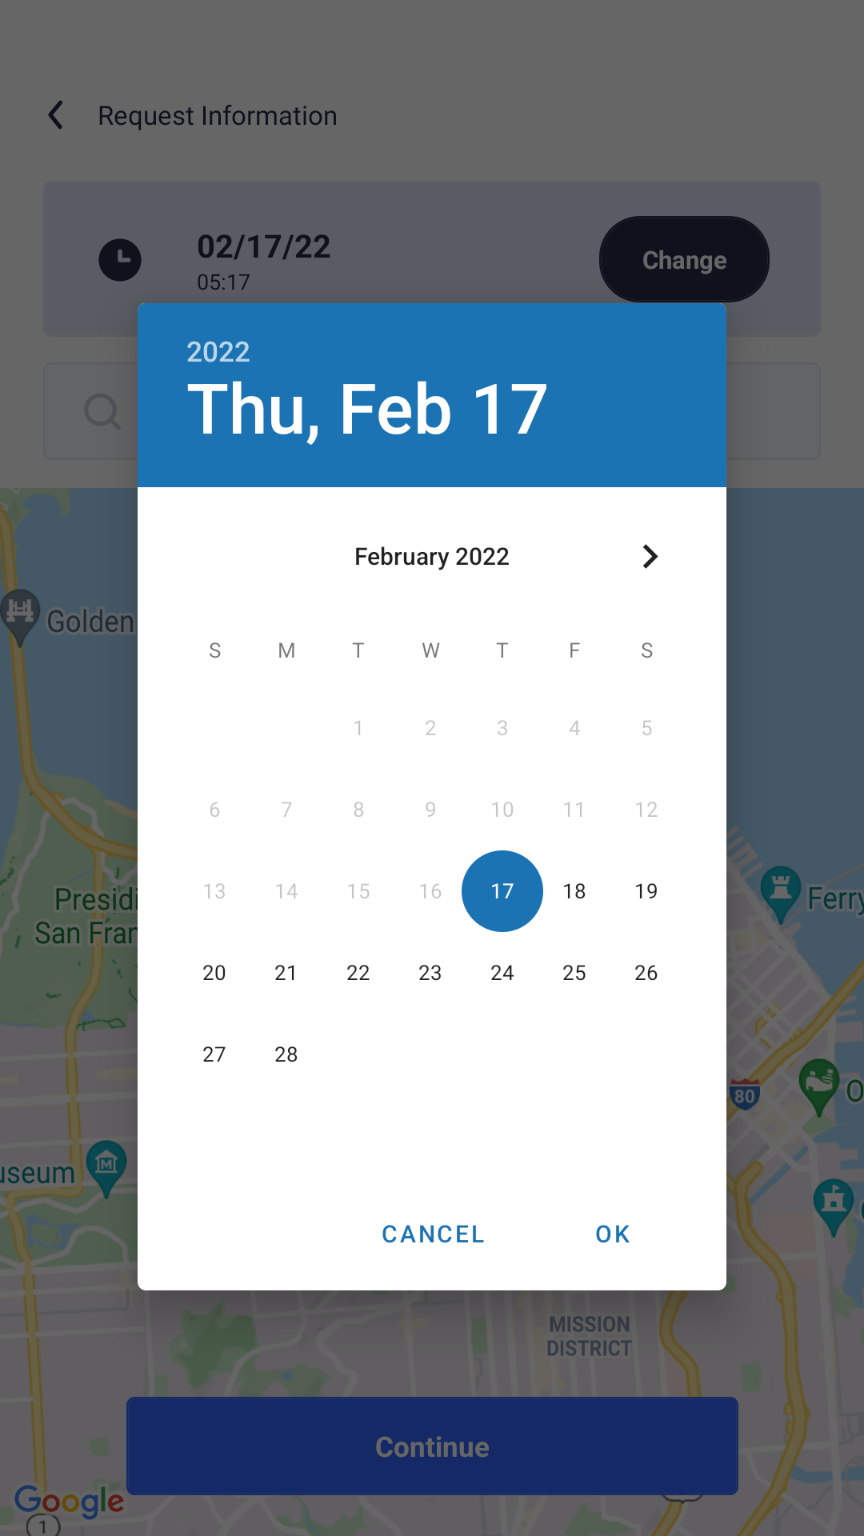 Request Information
02/17/22
05:17
Change
2022
Thu, Feb 17
February 2022
S M T W T F S
1 2 3 4 5
6 7 8 9 10 11 12
13 14 15 16 17 18 19
20 21 22 23 24 25 26
27 28
CANCEL
OK
Golden
Presidi
San Fran
Ferry
80
O
useum
MISSION
DISTRICT
Continue
Google
1